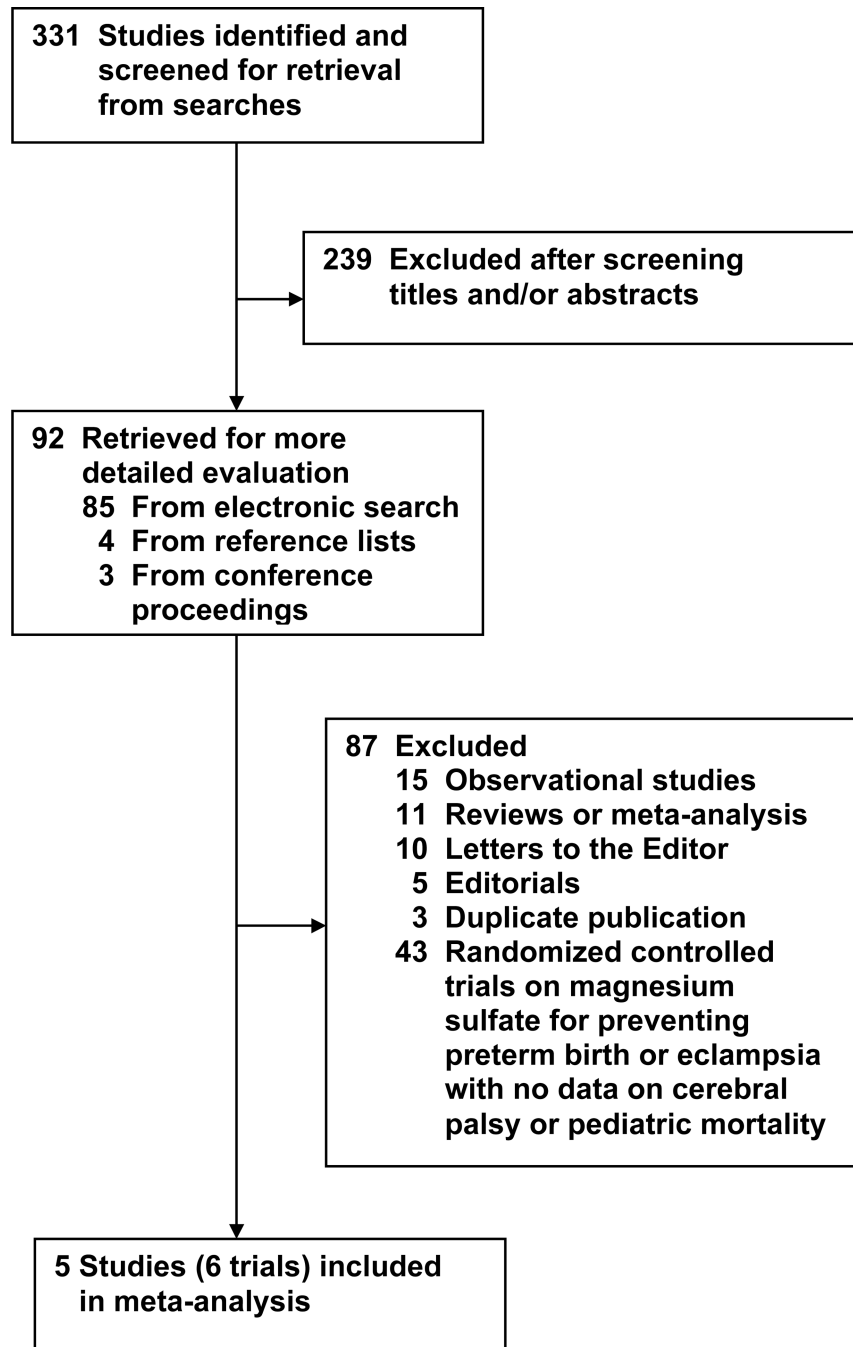 331 Studies identified and
screened for retrieval
from searches
239 Excluded after screening
titles and/or abstracts
92 Retrieved for more
detailed evaluation
85 From electronic search
4 From reference lists
3 From conference
proceedings
87 Excluded
15 Observational studies
11 Reviews or meta-analysis
10 Letters to the Editor
5 Editorials
3 Duplicate publication
43 Randomized controlled
trials on magnesium
sulfate for preventing
preterm birth or eclampsia
with no data on cerebral
palsy or pediatric mortality
5 Studies (6 trials) included
in meta-analysis